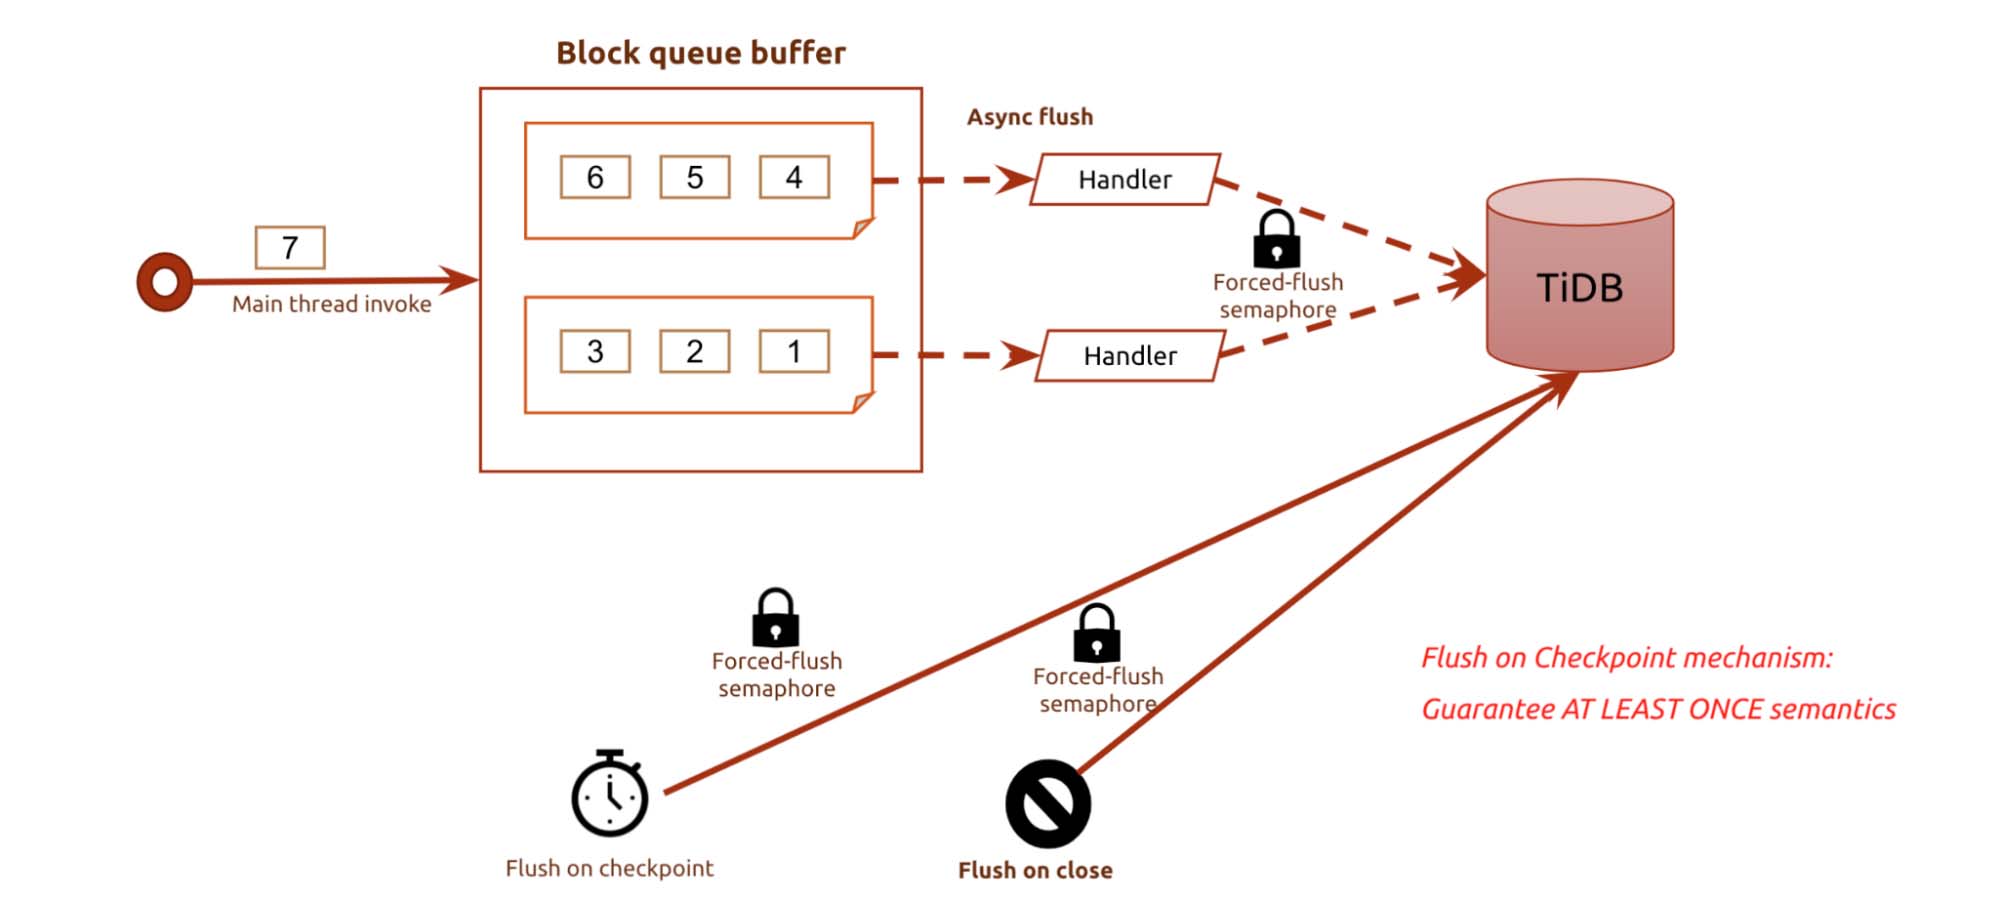 Block queue buffer
Async flush
6 5 4
Handler
7
Main thread invoke
Forced-flush
semaphore
TiDB
3 2 1
Handler
Forced-flush
semaphore
Forced-flush
semaphore
Flush on Checkpoint mechanism:
Guarantee AT LEAST ONCE semantics
Flush on checkpoint
Flush on close